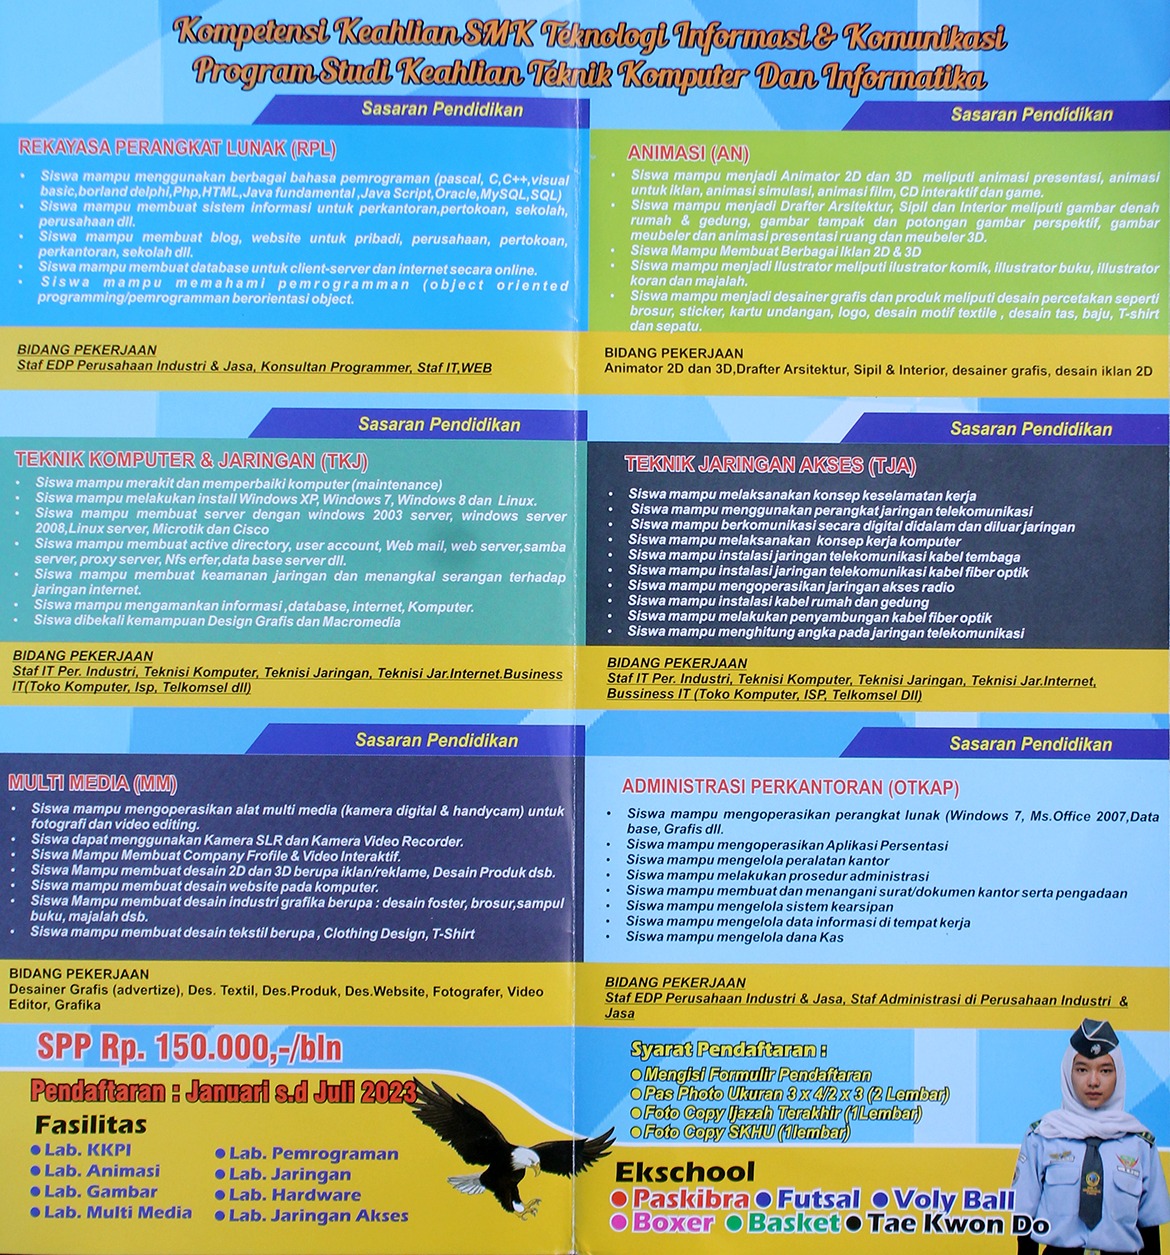 Kompetensi Keahlian SMK Teknologi Informasi & Komunikasi
Program Studi Keahlian Teknik Komputer Dan Informatika
Sasaran Pendidikan
REKAYASA PERANGKAT LUNAK (RPL)
• Siswa mampu menggunakan berbagai bahasa pemrograman (pascal, C,C++,visual
basic,borland delphi,Php,HTML,Java fundamental ,Java Script,Oracle,MySQL,SQL)
• Siswa mampu membuat sistem informasi untuk perkantoran,pertokoan, sekolah,
perusahaan dll.
• Siswa mampu membuat blog, website untuk pribadi, perusahaan, pertokoan,
perkantoran, sekolah dll.
• Siswa mampu membuat database untuk client-server dan internet secara online.
• Siswa mampu memahami pemrogramman (object oriented
programming/pemrogramman berorientasi object.
BIDANG PEKERJAAN
Staf EDP Perusahaan Industri & Jasa, Konsultan Programmer, Staf IT,WEB
Sasaran Pendidikan
ANIMASI (AN)
• Siswa mampu menjadi Animator 2D dan 3D meliputi animasi presentasi, animasi
untuk iklan, animasi simulasi, animasi film, CD interaktif dan game.
• Siswa mampu menjadi Drafter Arsitektur, Sipil dan Interior meliputi gambar denah
rumah & gedung, gambar tampak dan potongan gambar perspektif, gambar
meubeler dan animasi presentasi ruang dan meubeler 3D.
• Siswa Mampu Membuat Berbagai Iklan 2D & 3D
• Siswa mampu menjadi Ilustrator meliputi ilustrator komik, illustrator buku, illustrator
koran dan majalah.
• Siswa mampu menjadi desainer grafis dan produk meliputi desain percetakan seperti
brosur, sticker, kartu undangan, logo, desain motif textile , desain tas, baju, T-shirt
dan sepatu.
BIDANG PEKERJAAN
Animator 2D dan 3D,Drafter Arsitektur, Sipil & Interior, desainer grafis, desain iklan 2D
Sasaran Pendidikan
TEKNIK KOMPUTER & JARINGAN (TKJ)
• Siswa mampu merakit dan memperbaiki komputer (maintenance)
• Siswa mampu melakukan install Windows XP, Windows 7, Windows 8 dan Linux.
• Siswa mampu membuat server dengan windows 2003 server, windows server
2008,Linux server, Microtik dan Cisco
• Siswa mampu membuat active directory, user account, Web mail, web server,samba
server, proxy server, Nfs erfer,data base server dll.
• Siswa mampu membuat keamanan jaringan dan menangkal serangan terhadap
jaringan internet.
• Siswa mampu mengamankan informasi ,database, internet, Komputer.
• Siswa dibekali kemampuan Design Grafis dan Macromedia
BIDANG PEKERJAAN
Staf IT Per. Industri, Teknisi Komputer, Teknisi Jaringan, Teknisi Jar.Internet.Business
IT(Toko Komputer, Isp, Telkomsel dll)
Sasaran Pendidikan
TEKNIK JARINGAN AKSES (TJA)
• Siswa mampu melaksanakan konsep keselamatan kerja
• Siswa mampu menggunakan perangkat jaringan telekomunikasi
• Siswa mampu berkomunikasi secara digital didalam dan diluar jaringan
• Siswa mampu melaksanakan konsep kerja komputer
• Siswa mampu instalasi jaringan telekomunikasi kabel tembaga
• Siswa mampu instalasi jaringan telekomunikasi kabel fiber optik
• Siswa mampu mengoperasikan jaringan akses radio
• Siswa mampu instalasi kabel rumah dan gedung
• Siswa mampu melakukan penyambungan kabel fiber optik
• Siswa mampu menghitung angka pada jaringan telekomunikasi
BIDANG PEKERJAAN
Staf IT Per. Industri, Teknisi Komputer, Teknisi Jaringan, Teknisi Jar.Internet,
Bussiness IT (Toko Komputer, ISP, Telkomsel Dll)
Sasaran Pendidikan
MULTI MEDIA (MM)
• Siswa mampu mengoperasikan alat multi media (kamera digital & handycam) untuk
fotografi dan video editing.
• Siswa dapat menggunakan Kamera SLR dan Kamera Video Recorder.
• Siswa Mampu Membuat Company Frofile & Video Interaktif.
• Siswa Mampu membuat desain 2D dan 3D berupa iklan/reklame, Desain Produk dsb.
• Siswa mampu membuat desain website pada komputer.
• Siswa Mampu membuat desain industri grafika berupa : desain foster, brosur,sampul
buku, majalah dsb.
• Siswa mampu membuat desain tekstil berupa , Clothing Design, T-Shirt
BIDANG PEKERJAAN
Desainer Grafis (advertize), Des. Textil, Des.Produk, Des.Website, Fotografer, Video
Editor, Grafika
Sasaran Pendidikan
ADMINISTRASI PERKANTORAN (OTKAP)
• Siswa mampu mengoperasikan perangkat lunak (Windows 7, Ms.Office 2007,Data
base, Grafis dll.
• Siswa mampu mengoperasikan Aplikasi Persentasi
• Siswa mampu mengelola peralatan kantor
• Siswa mampu melakukan prosedur administrasi
• Siswa mampu membuat dan menangani surat/dokumen kantor serta pengadaan
• Siswa mampu mengelola sistem kearsipan
• Siswa mampu mengelola data informasi di tempat kerja
• Siswa mampu mengelola dana Kas
BIDANG PEKERJAAN
Staf EDP Perusahaan Industri & Jasa, Staf Administrasi di Perusahaan Industri &
Jasa
SPP Rp. 150.000,-/bln
Pendaftaran : Januari s.d Juli 2023
Fasilitas
• Lab. KKPI
• Lab. Animasi
• Lab. Gambar
• Lab. Multi Media
• Lab. Pemrograman
• Lab. Jaringan
• Lab. Hardware
• Lab. Jaringan Akses
Syarat Pendaftaran :
• Mengisi Formulir Pendaftaran
• Pas Photo Ukuran 3 x 4/2 x 3 (2 Lembar)
• Foto Copy Ijazah Terakhir (1Lembar)
• Foto Copy SKHU (1lembar)
Ekschool
• Paskibra • Futsal • Voly Ball
• Boxer • Basket • Tae Kwon Do